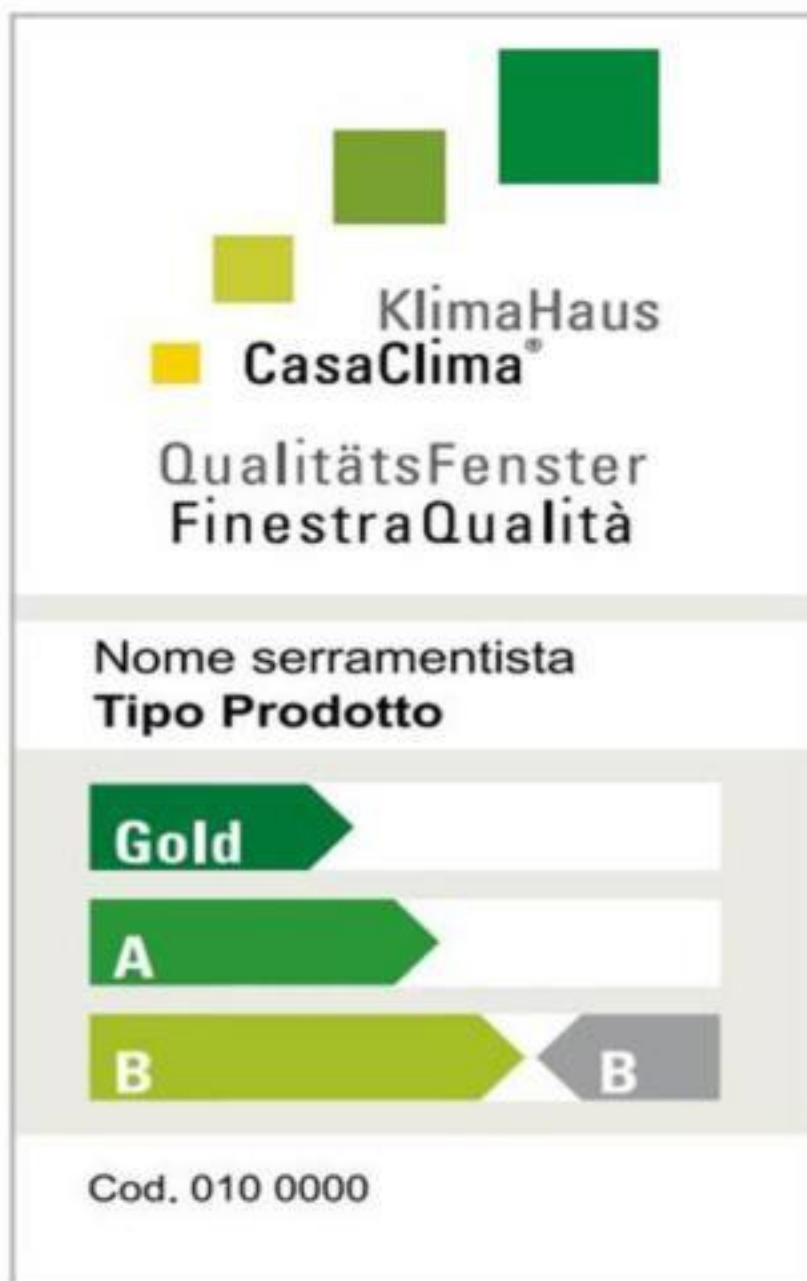 KlimaHaus
CasaClima®
QualitätsFenster
FinestraQualità
Nome serramentista
Tipo Prodotto
Gold
A
B B
Cod. 010 0000